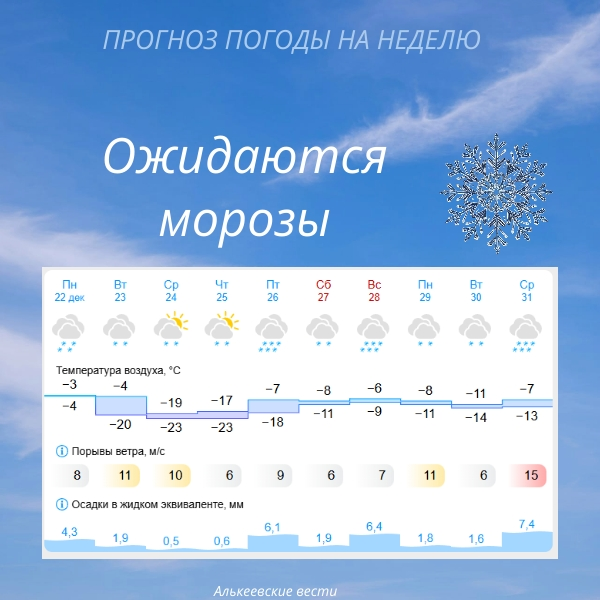 ПРОГНОЗ ПОГОДЫ НА НЕДЕЛЮ
Ожидаются
морозы
Пн Вт Ср Чт Пт Сб Вс Пн Вт Ср
22 дек 23 24 25 26 27 28 29 30 31
Температура воздуха, °C
−3 −4 −19 −17 −7 −8 −6 −8 −11 −7
−4 −20 −23 −23 −18 −11 −9 −11 −14 −13
Порывы ветра, м/с
8 11 10 6 9 6 7 11 6 15
Осадки в жидком эквиваленте, мм
4,3 1,9 0,5 0,6 6,1 1,9 6,4 1,8 1,6 7,4
Алькеевские вести